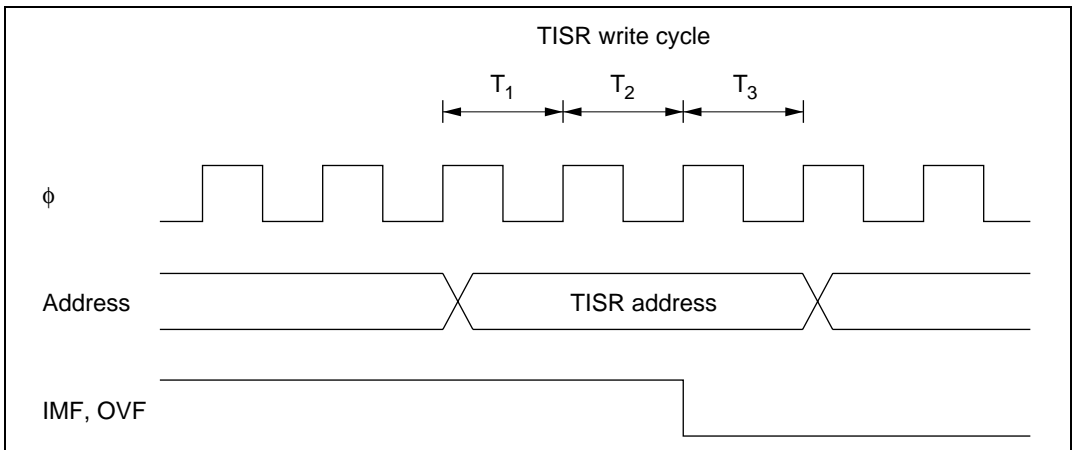 TISR write cycle
T1 T2 T3
ϕ
Address
TISR address
IMF, OVF